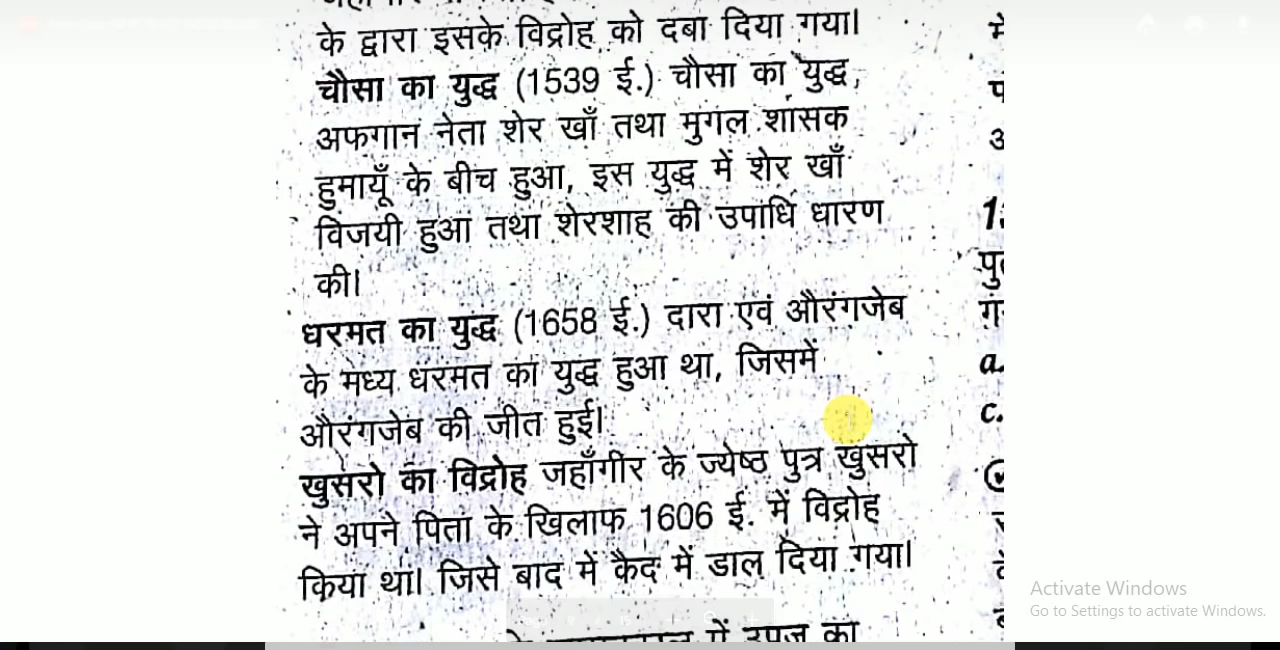 के द्वारा इसके विद्रोह को दबा दिया गया।
चौसा का युद्ध (1539 ई.) चौसा का युद्ध,
अफगान नेता शेर खाँ तथा मुगल शासक
हुमायूँ के बीच हुआ, इस युद्ध में शेर खाँ
विजयी हुआ तथा शेरशाह की उपाधि धारण
की।
धरमत का युद्ध (1658 ई.) दारा एवं औरंगजेब
के मध्य धरमत का युद्ध हुआ था, जिसमें
औरंगजेब की जीत हुई।
खुसरो का विद्रोह जहाँगीर के ज्येष्ठ पुत्र खुसरो
ने अपने पिता के खिलाफ 1606 ई. में विद्रोह
किया था। जिसे बाद में कैद में डाल दिया गया।
में उपज का
a.
c.
Activate Windows
Go to Settings to activate Windows.